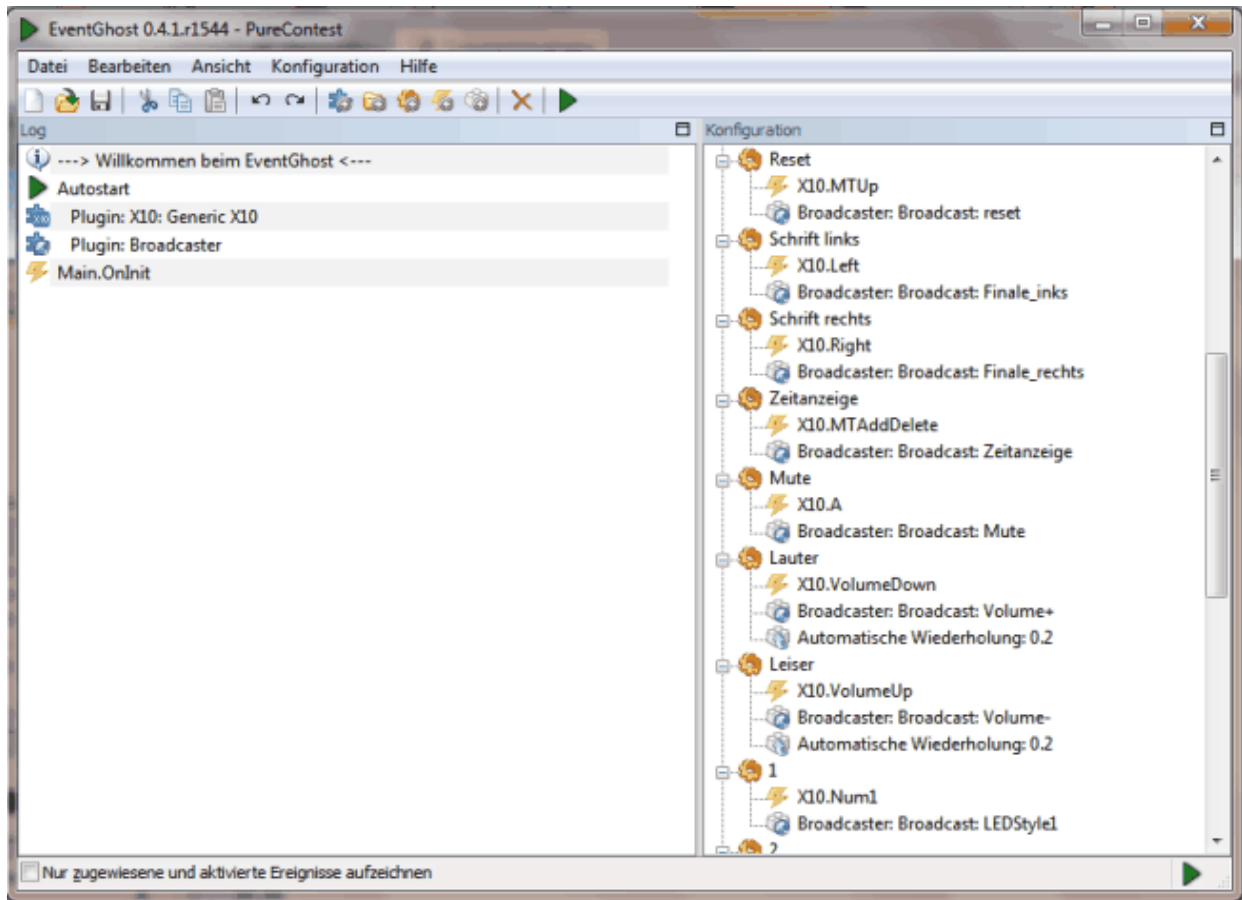 EventGhost 0.4.1.r1544 - PureContest
Datei Bearbeiten Ansicht Konfiguration Hilfe
Log
---> Willkommen beim EventGhost <---
Autostart
Plugin: X10: Generic X10
Plugin: Broadcaster
Main.OnInit
Konfiguration
Reset
X10.MTUp
Broadcaster: Broadcast: reset
Schrift links
X10.Left
Broadcaster: Broadcast: Finale_inks
Schrift rechts
X10.Right
Broadcaster: Broadcast: Finale_rechts
Zeitanzeige
X10.MTAddDelete
Broadcaster: Broadcast: Zeitanzeige
Mute
X10.A
Broadcaster: Broadcast: Mute
Lauter
X10.VolumeDown
Broadcaster: Broadcast: Volume+
Automatische Wiederholung: 0.2
Leiser
X10.VolumeUp
Broadcaster: Broadcast: Volume-
Automatische Wiederholung: 0.2
1
X10.Num1
Broadcaster: Broadcast: LEDStyle1
2
Nur zugewiesene und aktivierte Ereignisse aufzeichnen